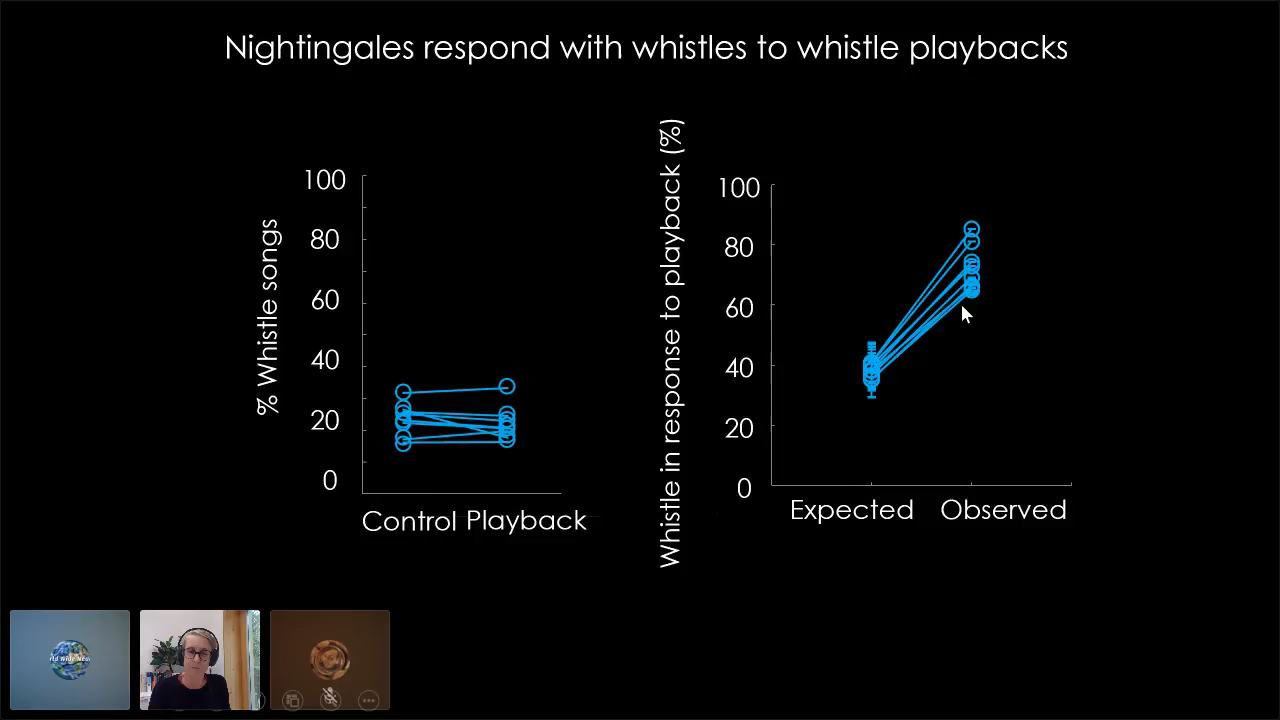 Nightingales respond with whistles to whistle playbacks
% Whistle songs
100
80
60
40
20
0
Control Playback
Whistle in response to playback (%)
100
80
60
40
20
0
Expected Observed